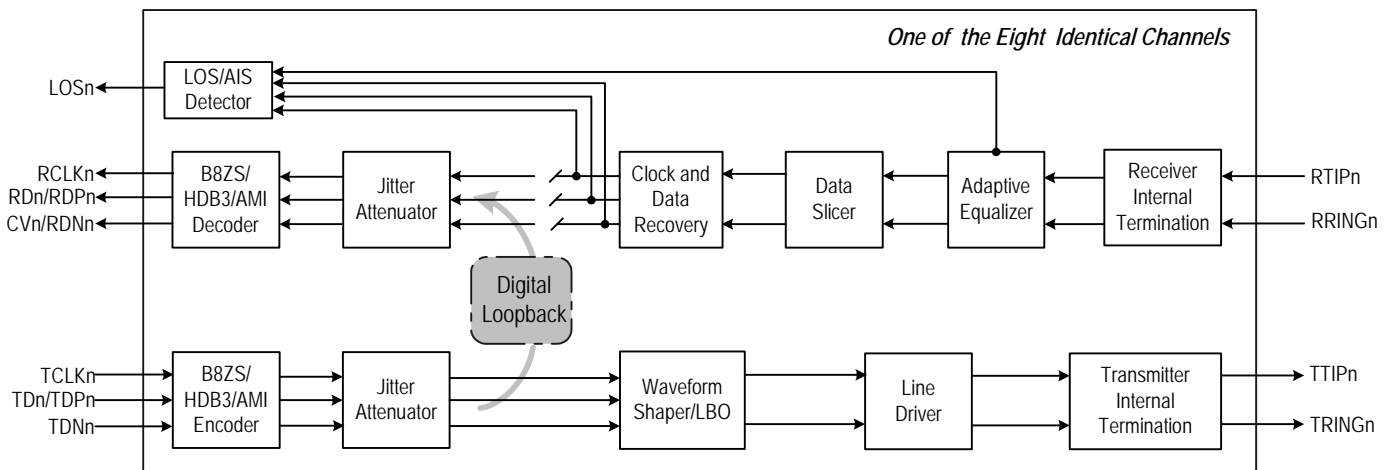 One of the Eight Identical Channels
LOSn
LOS/AIS
Detector
RCLKn
RDn/RDPn
CVn/RDNn
B8ZS/
HDB3/AMI
Decoder
Jitter
Attenuator
Clock and
Data
Recovery
Data
Slicer
Adaptive
Equalizer
Receiver
Internal
Termination
RTIPn
RRINGn
Digital
Loopback
TCLKn
TDn/TDPn
TDNn
B8ZS/
HDB3/AMI
Encoder
Jitter
Attenuator
Waveform
Shaper/LBO
Line
Driver
Transmitter
Internal
Termination
TTIPn
TRINGn